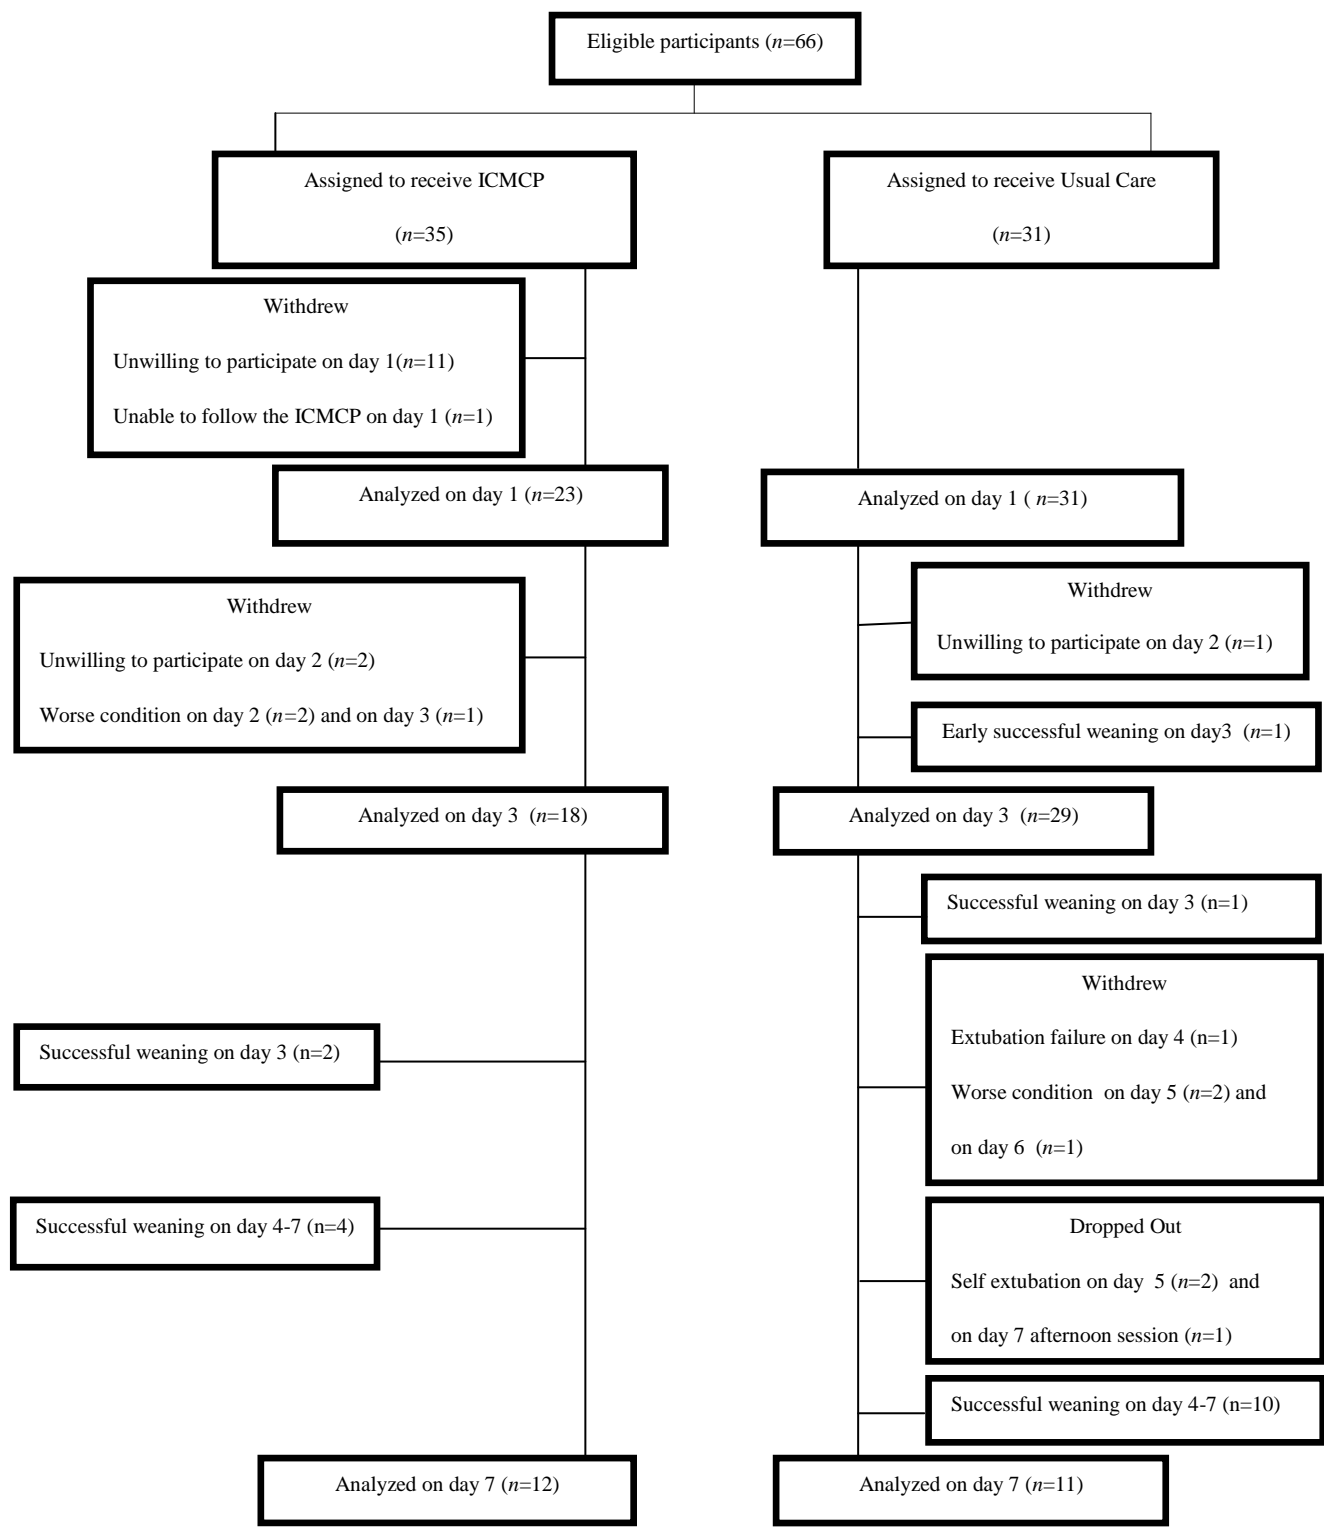 Eligible participants (n=66)
Assigned to receive ICMCP
(n=35)
Assigned to receive Usual Care
(n=31)
Withdrew
Unwilling to participate on day 1(n=11)
Unable to follow the ICMCP on day 1 (n=1)
Analyzed on day 1 (n=23)
Analyzed on day 1 ( n=31)
Withdrew
Unwilling to participate on day 2 (n=2)
Worse condition on day 2 (n=2) and on day 3 (n=1)
Withdrew
Unwilling to participate on day 2 (n=1)
Early successful weaning on day3  (n=1)
Analyzed on day 3  (n=18)
Analyzed on day 3  (n=29)
Successful weaning on day 3 (n=1)
Withdrew
Extubation failure on day 4 (n=1)
Worse condition  on day 5 (n=2) and
on day 6  (n=1)
Successful weaning on day 3 (n=2)
Successful weaning on day 4-7 (n=4)
Dropped Out
Self extubation on day  5 (n=2)  and
on day 7 afternoon session (n=1)
Successful weaning on day 4-7 (n=10)
Analyzed on day 7 (n=12)
Analyzed on day 7 (n=11)